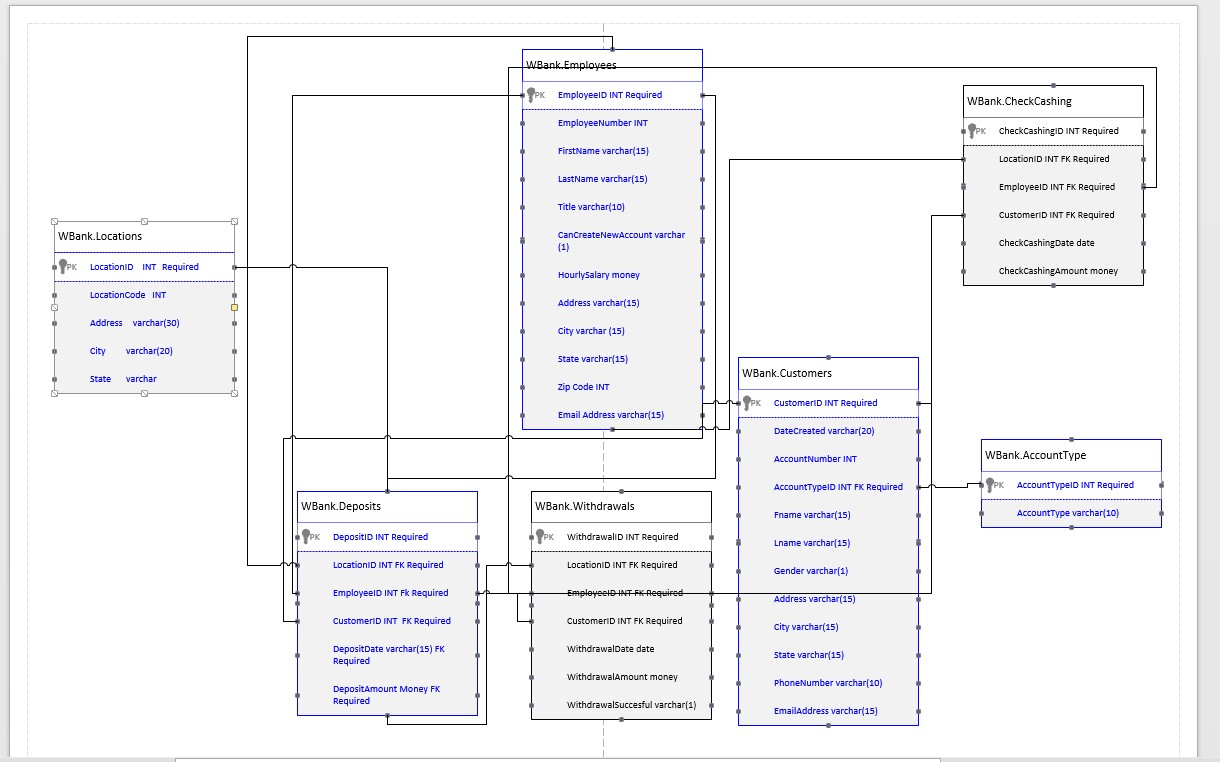 WBank.Employees
PK EmployeeID INT Required
EmployeeNumber INT
FirstName varchar(15)
LastName varchar(15)
Title varchar(10)
CanCreateNewAccount varchar
(1)
HourlySalary money
Address varchar(15)
City varchar (15)
State varchar(15)
Zip Code INT
Email Address varchar(15)
WBank.CheckCashing
PK CheckCashingID INT Required
LocationID INT FK Required
EmployeeID INT FK Required
CustomerID INT FK Required
CheckCashingDate date
CheckCashingAmount money
WBank.Locations
PK LocationID INT Required
LocationCode INT
Address varchar(30)
City varchar(20)
State varchar
WBank.Customers
PK CustomerID INT Required
DateCreated varchar(20)
AccountNumber INT
AccountTypeID INT FK Required
Fname varchar(15)
Lname varchar(15)
Gender varchar(1)
Address varchar(15)
City varchar(15)
State varchar(15)
PhoneNumber varchar(10)
EmailAddress varchar(15)
WBank.AccountType
PK AccountTypeID INT Required
AccountType varchar(10)
WBank.Deposits
PK DepositID INT Required
LocationID INT FK Required
EmployeeID INT Fk Required
CustomerID INT FK Required
DepositDate varchar(15) FK
Required
DepositAmount Money FK
Required
WBank.Withdrawals
PK WithdrawalID INT Required
LocationID INT FK Required
EmployeeID INT FK Required
CustomerID INT FK Required
WithdrawalDate date
WithdrawalAmount money
WithdrawalSuccesful varchar(1)